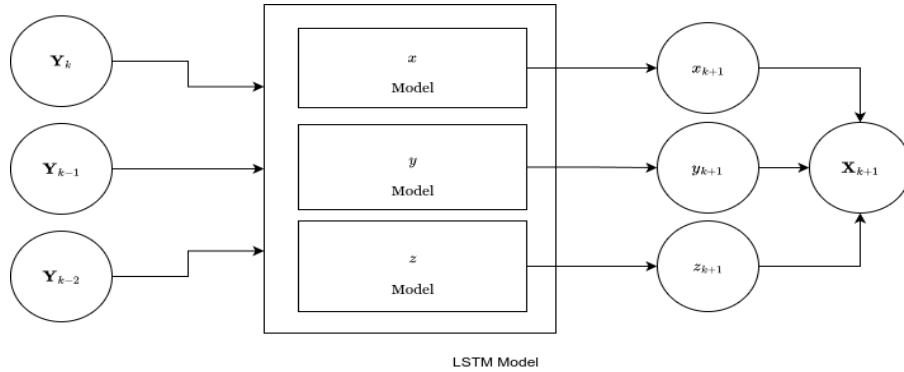 Y_k
x
Model
x_{k+1}
Y_{k−1}
y
Model
y_{k+1}
X_{k+1}
Y_{k−2}
z
Model
z_{k+1}
LSTM Model